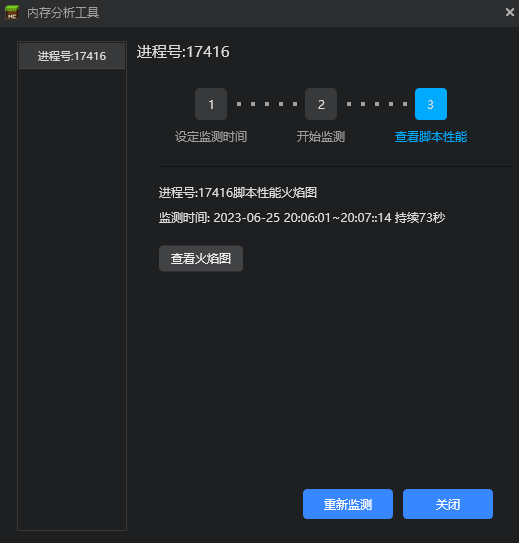 内存分析工具
进程号:17416
进程号:17416
1
2
3
设定监测时间
开始监测
查看脚本性能
进程号:17416脚本性能火焰图
监测时间: 2023-06-25 20:06:01~20:07::14 持续73秒
查看火焰图
重新监测
关闭